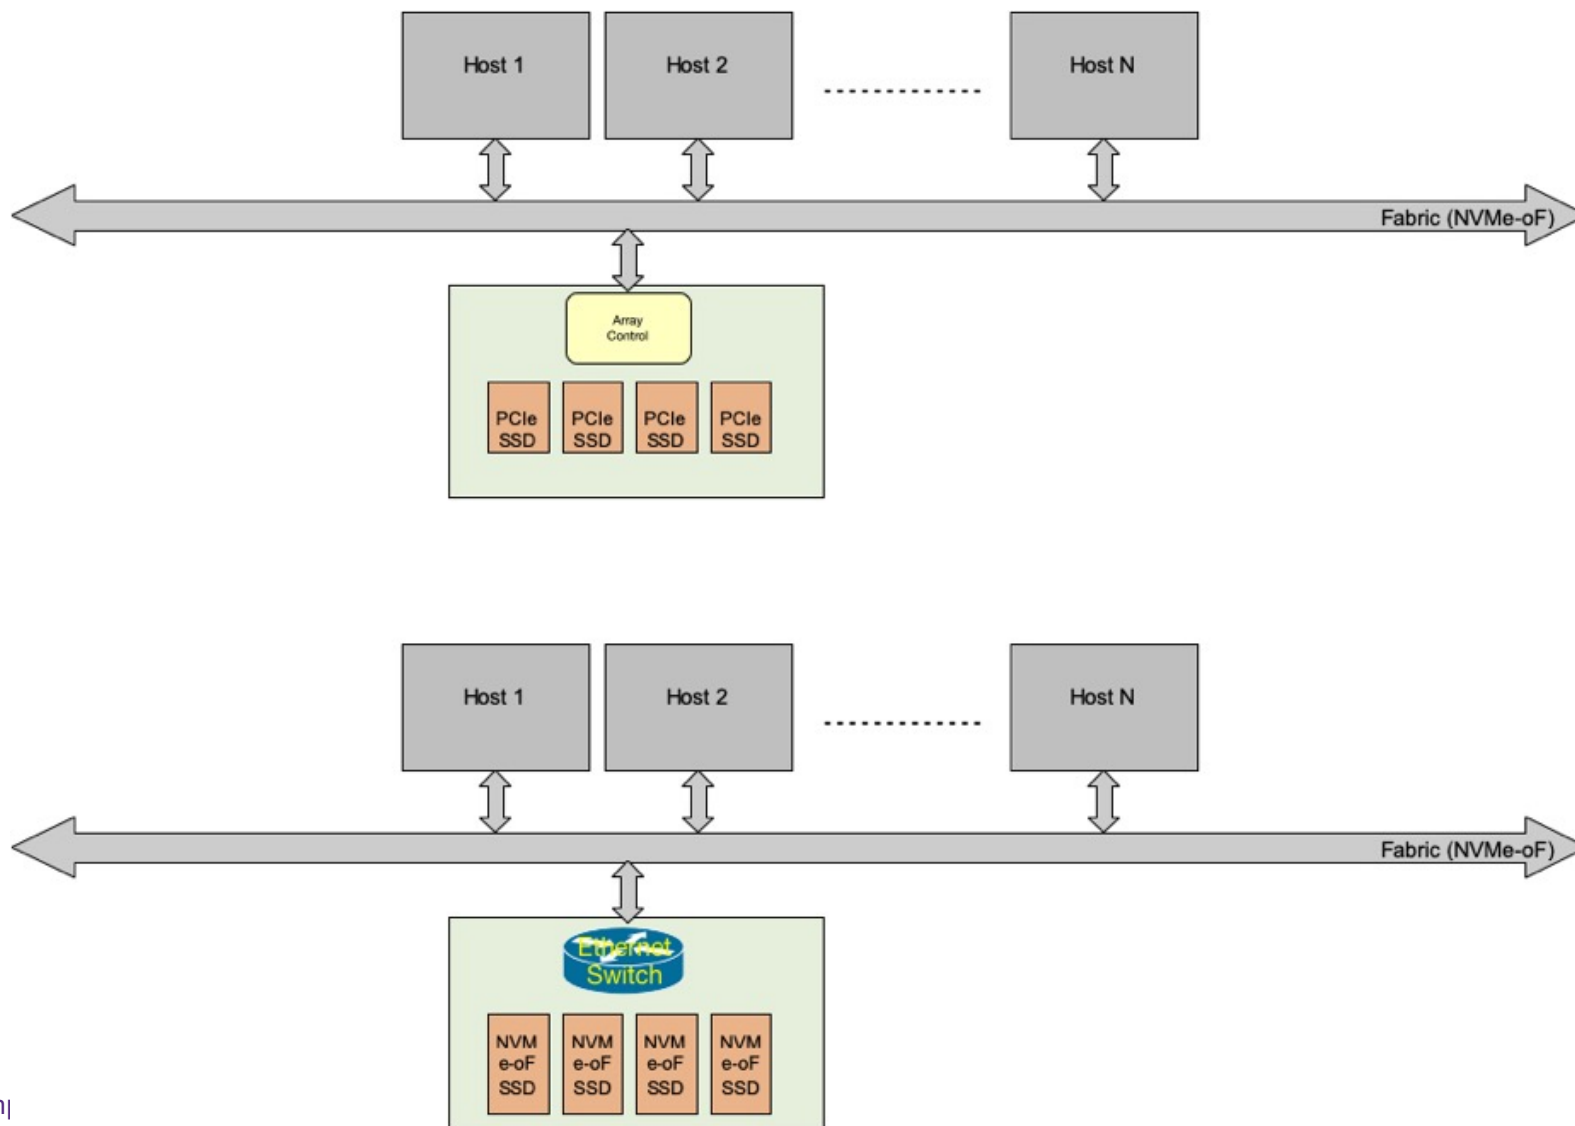 Host 1
Host 2
Host N
Fabric (NVMe-oF)
Array
Control
PCIe
SSD
PCIe
SSD
PCIe
SSD
PCIe
SSD
Host 1
Host 2
Host N
Fabric (NVMe-oF)
Ethernet
Switch
NVM
e-oF
SSD
NVM
e-oF
SSD
NVM
e-oF
SSD
NVM
e-oF
SSD